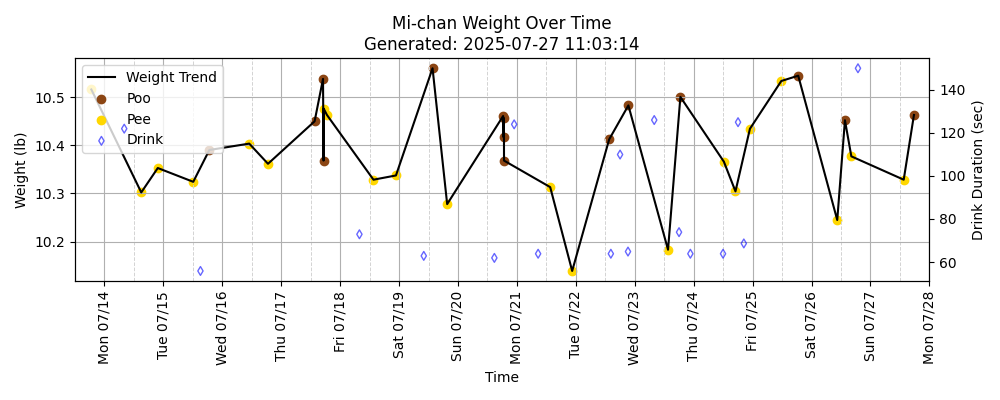 Mi-chan Weight Over Time
Generated: 2025-07-27 11:03:14
Weight Trend
Poo
Pee
Drink
Weight (lb)
10.5
10.4
10.3
10.2
Drink Duration (sec)
140
120
100
80
60
Mon 07/14
Tue 07/15
Wed 07/16
Thu 07/17
Fri 07/18
Sat 07/19
Sun 07/20
Mon 07/21
Tue 07/22
Wed 07/23
Thu 07/24
Fri 07/25
Sat 07/26
Sun 07/27
Mon 07/28
Time